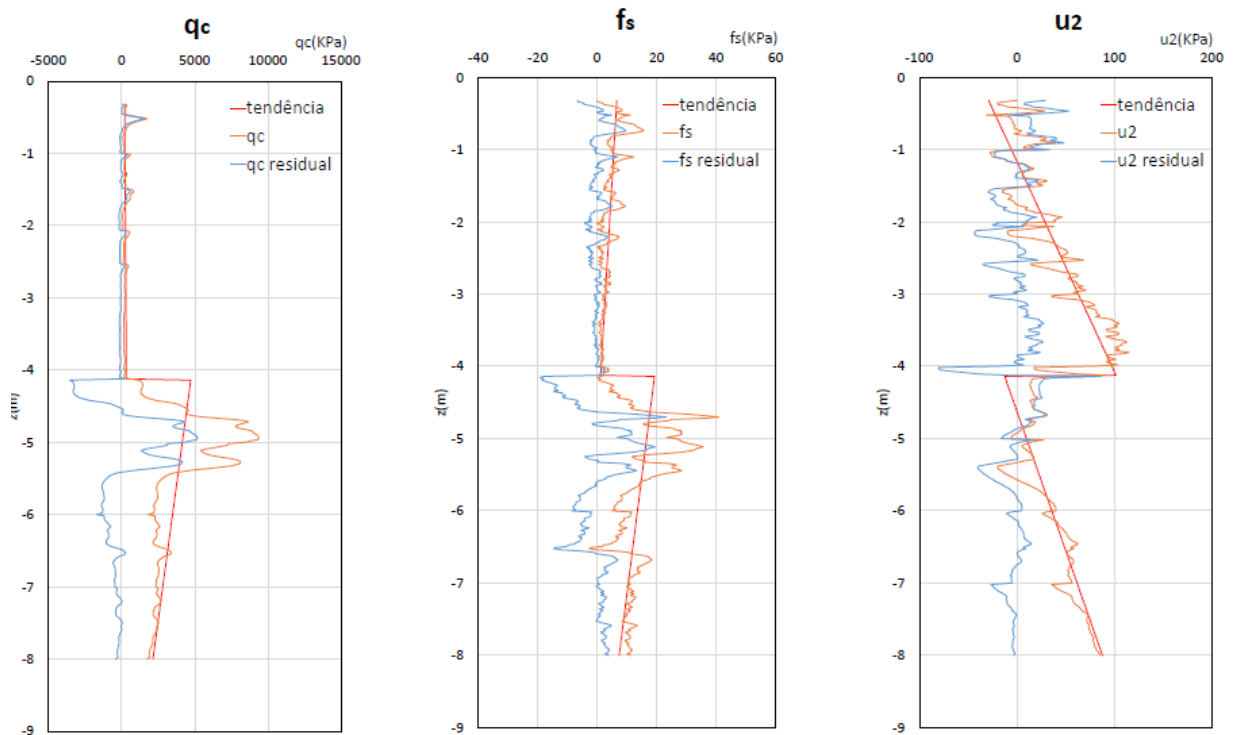 qc
qc(KPa)
-5000 0 5000 10000 15000
0
-1
-2
-3
-4
-5
-6
-7
-8
-9
z(m)
tendência
qc
qc residual
fs
fs(KPa)
-40 -20 0 20 40 60
0
-1
-2
-3
-4
-5
-6
-7
-8
-9
z(m)
tendência
fs
fs residual
u2
u2(KPa)
-100 0 100 200
0
-1
-2
-3
-4
-5
-6
-7
-8
-9
z(m)
tendência
u2
u2 residual